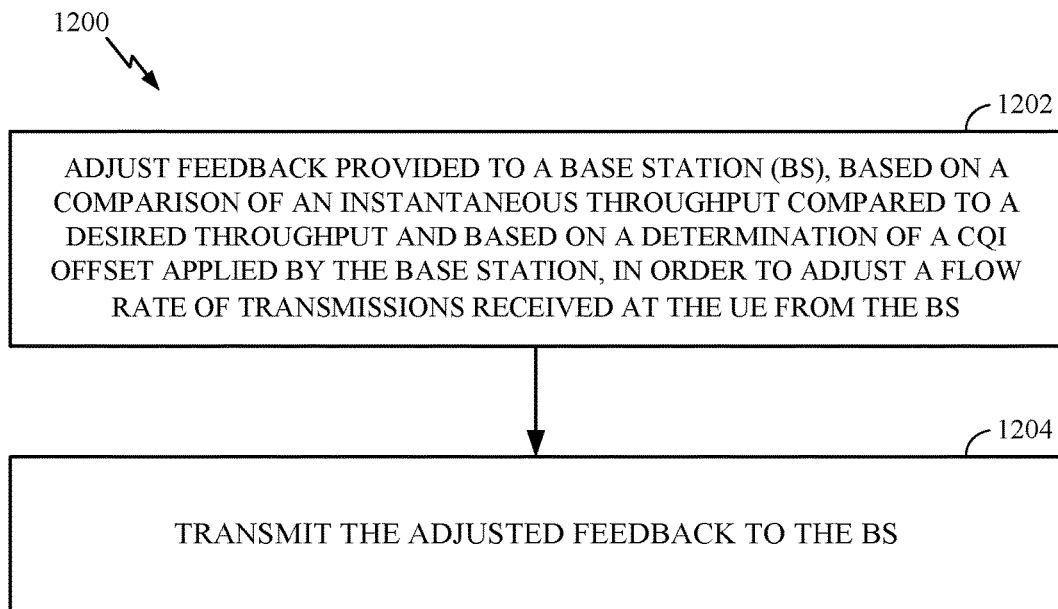 1200
1202
ADJUST FEEDBACK PROVIDED TO A BASE STATION (BS), BASED ON A
COMPARISON OF AN INSTANTANEOUS THROUGHPUT COMPARED TO A
DESIRED THROUGHPUT AND BASED ON A DETERMINATION OF A CQI
OFFSET APPLIED BY THE BASE STATION, IN ORDER TO ADJUST A FLOW
RATE OF TRANSMISSIONS RECEIVED AT THE UE FROM THE BS
1204
TRANSMIT THE ADJUSTED FEEDBACK TO THE BS